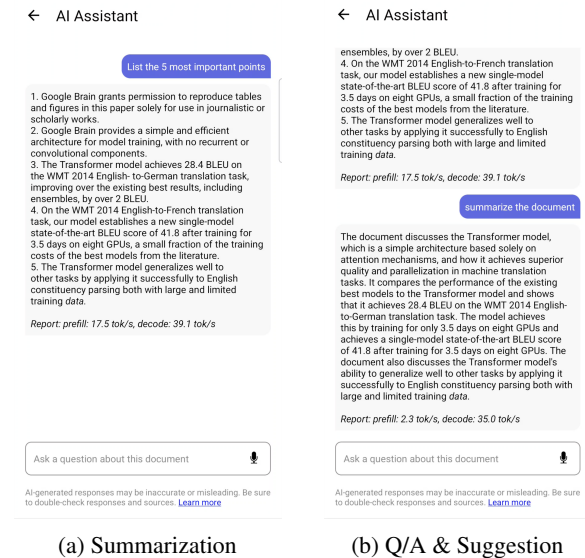 ← AI Assistant
List the 5 most important points
1. Google Brain grants permission to reproduce tables
and figures in this paper solely for use in journalistic or
scholarly works.
2. Google Brain provides a simple and efficient
architecture for model training, with no recurrent or
convolutional components.
3. The Transformer model achieves 28.4 BLEU on
the WMT 2014 English- to-German translation task,
improving over the existing best results, including
ensembles, by over 2 BLEU.
4. On the WMT 2014 English-to-French translation
task, our model establishes a new single-model
state-of-the-art BLEU score of 41.8 after training for
3.5 days on eight GPUs, a small fraction of the training
costs of the best models from the literature.
5. The Transformer model generalizes well to
other tasks by applying it successfully to English
constituency parsing both with large and limited
training data.
Report: prefill: 17.5 tok/s, decode: 39.1 tok/s
Ask a question about this document
AI-generated responses may be inaccurate or misleading. Be sure
to double-check responses and sources. Learn more
(a) Summarization
← AI Assistant
ensembles, by over 2 BLEU.
4. On the WMT 2014 English-to-French translation
task, our model establishes a new single-model
state-of-the-art BLEU score of 41.8 after training for
3.5 days on eight GPUs, a small fraction of the training
costs of the best models from the literature.
5. The Transformer model generalizes well to
other tasks by applying it successfully to English
constituency parsing both with large and limited
training data.
Report: prefill: 17.5 tok/s, decode: 39.1 tok/s
summarize the document
The document discusses the Transformer model,
which is a simple architecture based solely on
attention mechanisms, and how it achieves superior
quality and parallelization in machine translation
tasks. It compares the performance of the existing
best models to the Transformer model and shows
that it achieves 28.4 BLEU on the WMT 2014 English-
to-German translation task. The model achieves
this by training for only 3.5 days on eight GPUs and
achieves a single-model state-of-the-art BLEU score
of 41.8 after training for 3.5 days on eight GPUs. The
document also discusses the Transformer model's
ability to generalize well to other tasks by applying it
successfully to English constituency parsing both with
large and limited training data.
Report: prefill: 2.3 tok/s, decode: 35.0 tok/s
Ask a question about this document
AI-generated responses may be inaccurate or misleading. Be sure
to double-check responses and sources. Learn more
(b) Q/A & Suggestion